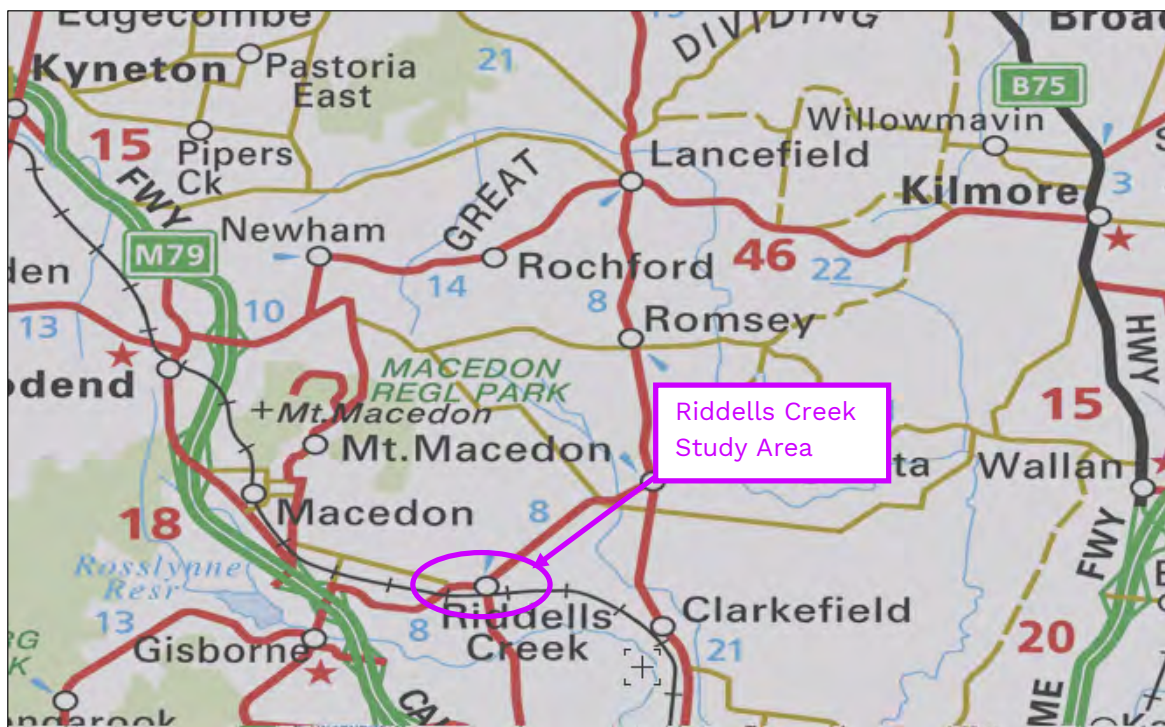 Edgecombe
Kyneton
Pastoria
East
21
DIVIDING
Broad
B75
Willowmavin
15
Pipers
Ck
FWY
Lancefield
Kilmore
3
M79
Newham
GREAT
Rochford
46
22
den
14
10
8
13
Romsey
HWY
odend
MACEDON
REGL PARK
+Mt.Macedon
Mt.Macedon
Riddells Creek
Study Area
ta
15
Wallan
18
Macedon
8
FWY
Rosslynne
Resr
13
Gisborne
8
Riddells
Creek
Clarkefield
21
20
ME